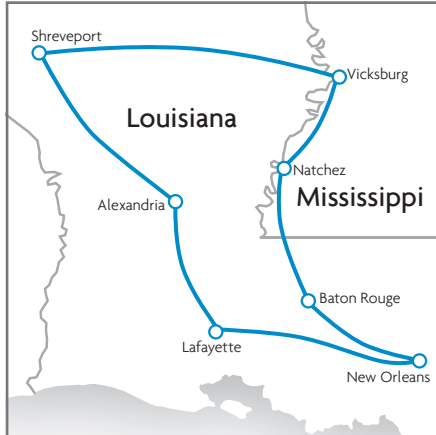 Shreveport
Vicksburg
Louisiana
Natchez
Mississippi
Alexandria
Baton Rouge
Lafayette
New Orleans